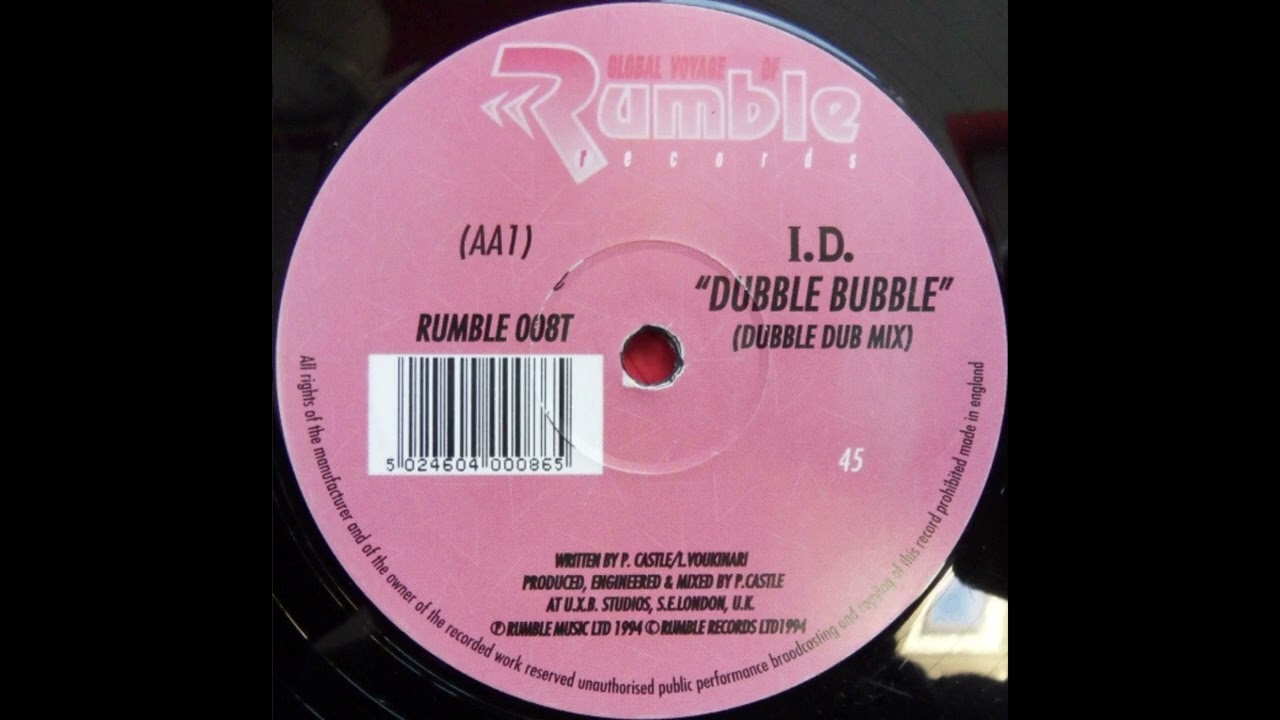 GLOBAL VOYAGE OF
Rumble
records
(AA1)
I.D.
"DUBBLE BUBBLE"
RUMBLE 008T
(DUBBLE DUB MIX)
5 024604 000865
45
WRITTEN BY P. CASTLE/L.VOUKINARI
PRODUCED, ENGINEERED & MIXED BY P.CASTLE
AT U.X.B. STUDIOS, S.E.LONDON, U.K.
℗ RUMBLE MUSIC LTD 1994 © RUMBLE RECORDS LTD1994
All rights of the manufacturer and of the owner of the recorded work reserved unauthorised public performance braodcasting and copying of this record prohibited made in england